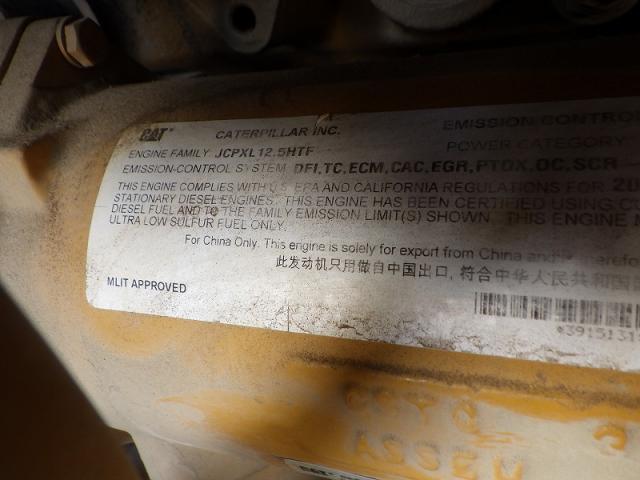 CAT CATERPILLAR INC. EMISSION CONTROL
ENGINE FAMILY JCPXL12.5HTF POWER CATEGORY
EMISSION-CONTROL SYSTEM DFI,TC,ECM,CAC,EGR,PTOX,OC,SCR
THIS ENGINE COMPLIES WITH U.S. EPA AND CALIFORNIA REGULATIONS FOR
STATIONARY DIESEL ENGINES. THIS ENGINE HAS BEEN CERTIFIED USING
DIESEL FUEL AND TO THE FAMILY EMISSION LIMIT(S) SHOWN. THIS ENGINE
ULTRA LOW SULFUR FUEL ONLY.
For China Only. This engine is solely for export from China and
此发动机只用做自中国出口,符合中华人民共和国
MLIT APPROVED
CAT